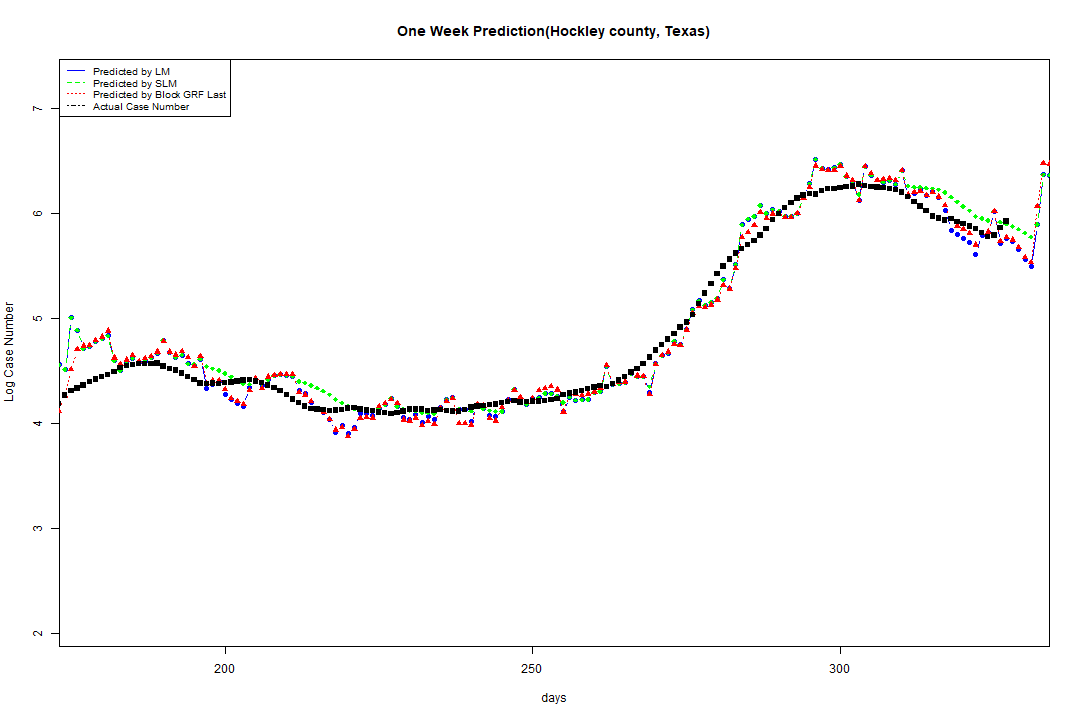 One Week Prediction(Hockley county, Texas)
Predicted by LM
Predicted by SLM
Predicted by Block GRF Last
Actual Case Number
7
6
5
4
3
2
Log Case Number
200 250 300
days